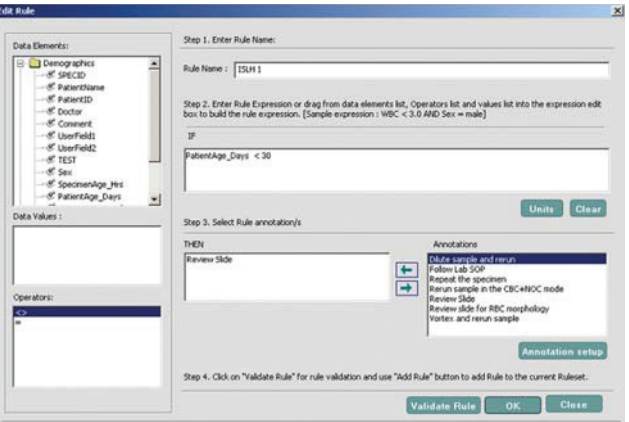 Edit Rule
Data Elements:
Demographics
SPECID
PatientName
PatientID
Doctor
Comment
UserField1
UserField2
TEST
Sex
SpecimenAge_Hrs
PatientAge_Days
Data Values :
Operators:
<>
=
Step 1. Enter Rule Name:
Rule Name : ISLH 1
Step 2. Enter Rule Expression or drag from data elements list, Operators list and values list into the expression edit
box to build the rule expression. [Sample expression : WBC < 3.0 AND Sex = male]
IF
PatientAge_Days < 30
Units Clear
Step 3. Select Rule annotation/s
THEN
Review Slide
Annotations
Dilute sample and rerun
Follow Lab SOP
Repeat the specimen
Rerun sample in the CBC+NOC mode
Review Slide
Review slide for RBC morphology
Vortex and rerun sample
Annotation setup
Step 4. Click on "Validate Rule" for rule validation and use "Add Rule" button to add Rule to the current Ruleset.
Validate Rule OK Close